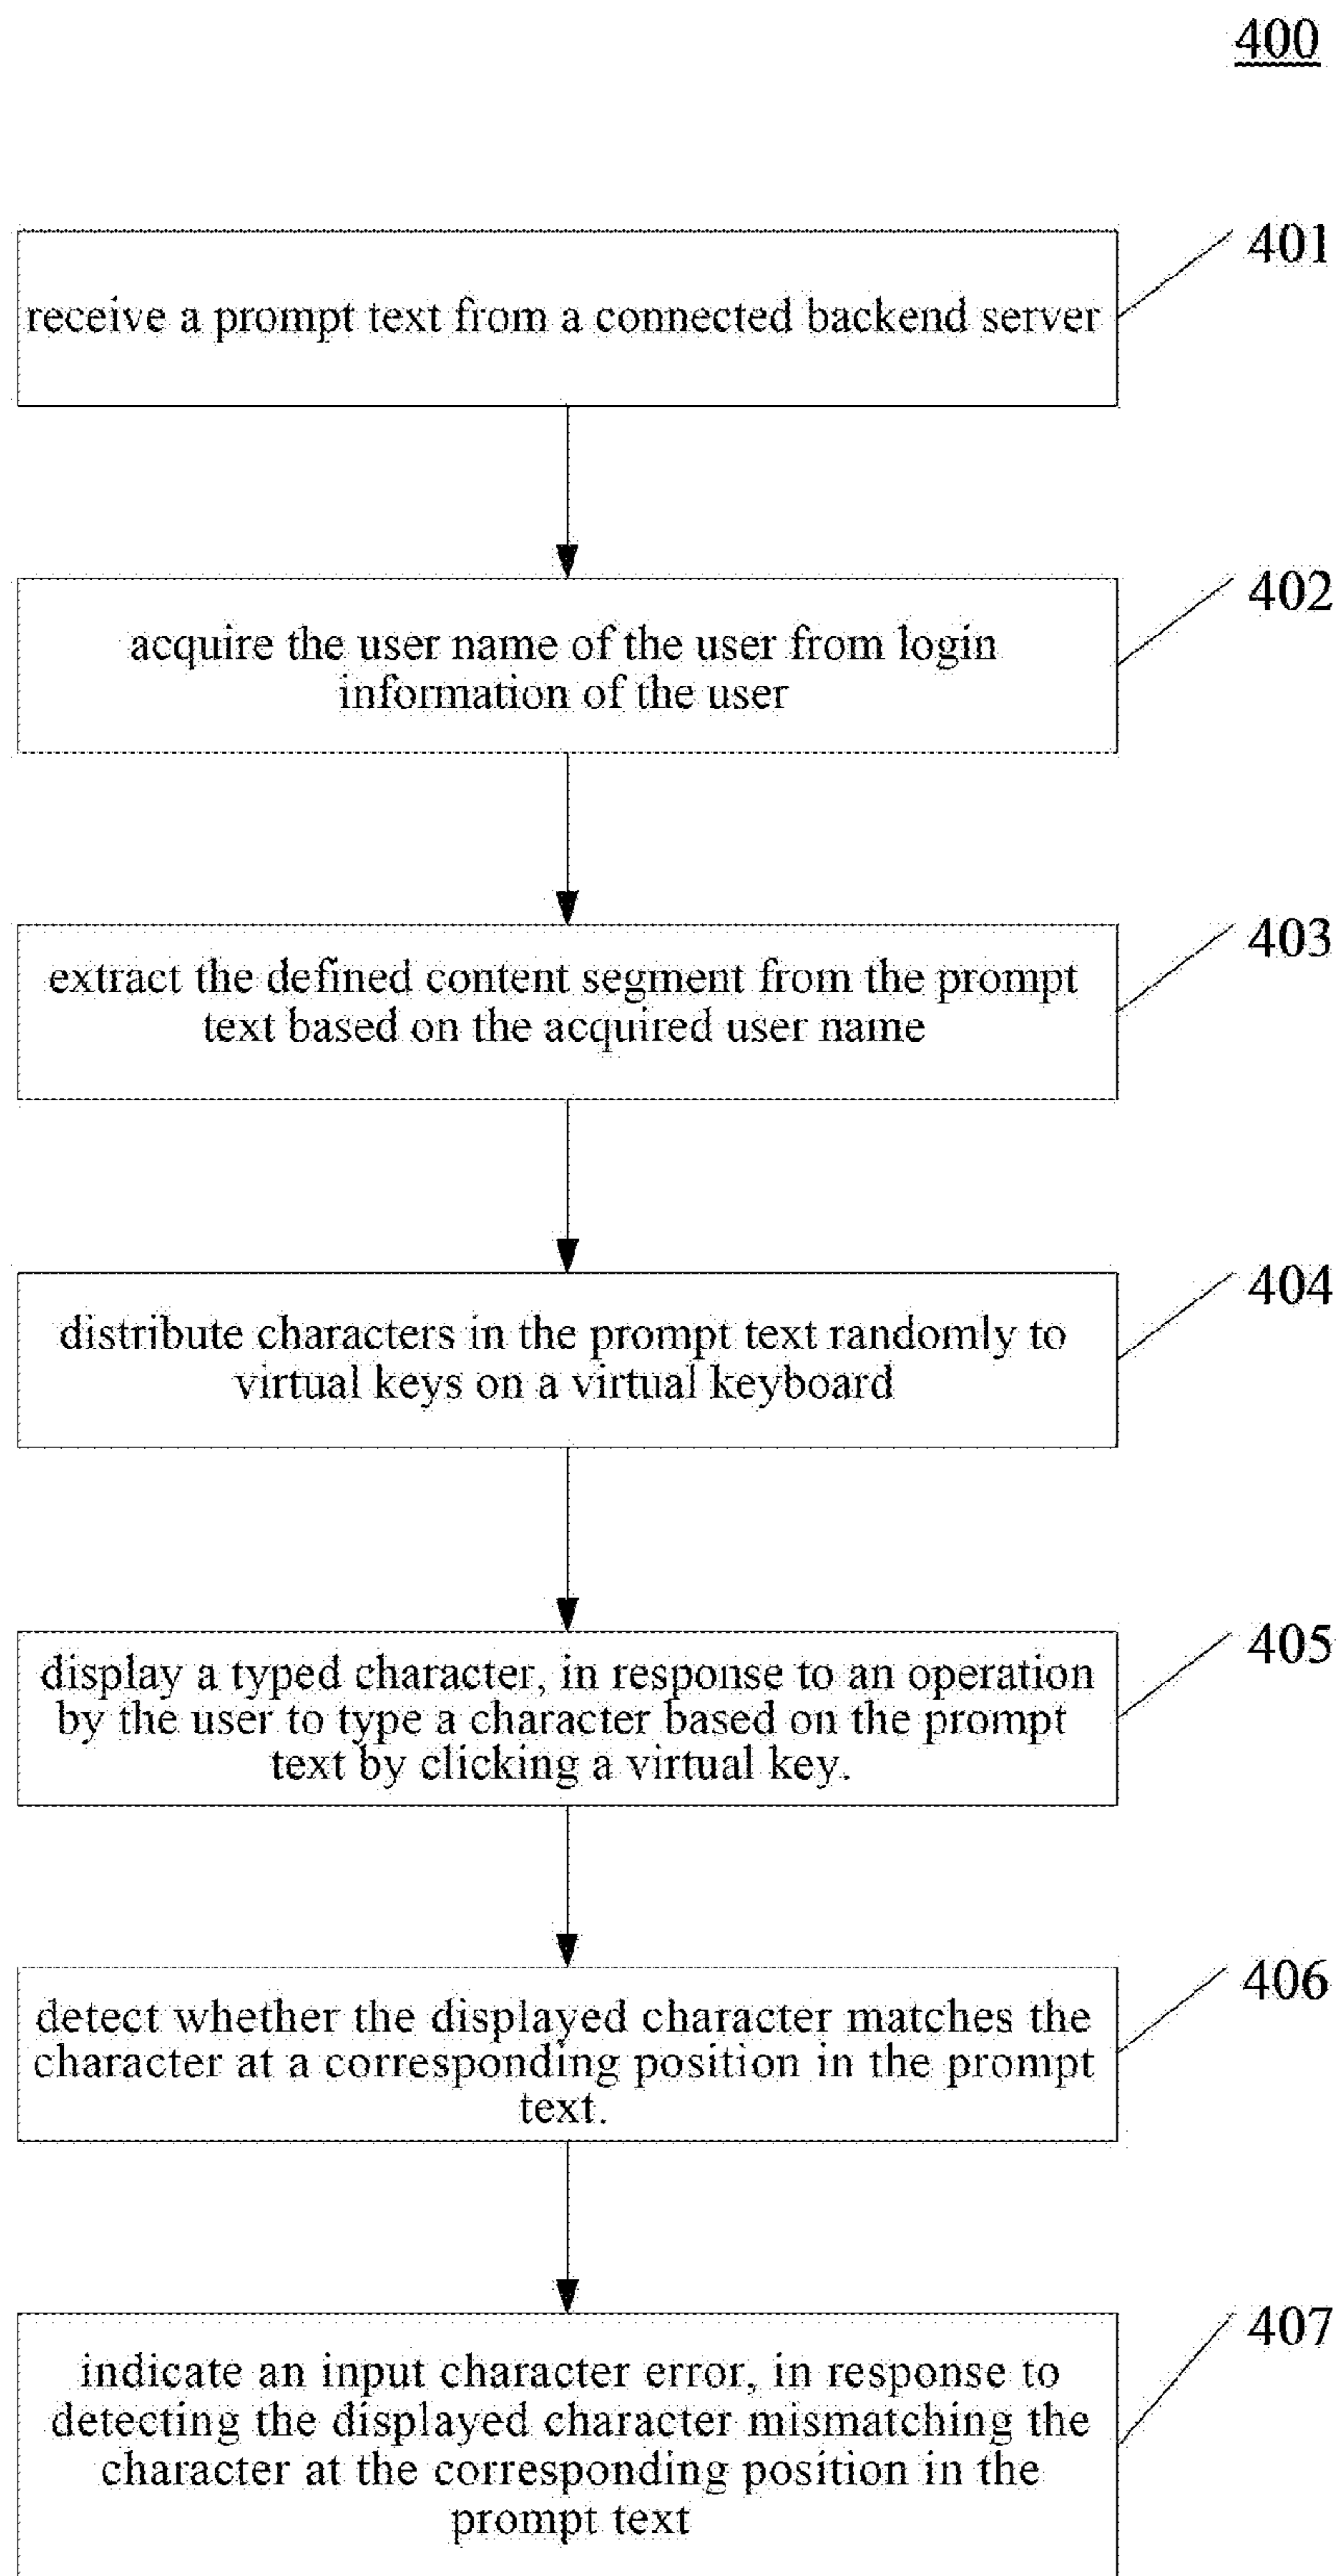 400
401
receive a prompt text from a connected backend server
402
acquire the user name of the user from login
information of the user
403
extract the defined content segment from the prompt
text based on the acquired user name
404
distribute characters in the prompt text randomly to
virtual keys on a virtual keyboard
405
display a typed character, in response to an operation
by the user to type a character based on the prompt
text by clicking a virtual key.
406
detect whether the displayed character matches the
character at a corresponding position in the prompt
text.
407
indicate an input character error, in response to
detecting the displayed character mismatching the
character at the corresponding position in the
prompt text